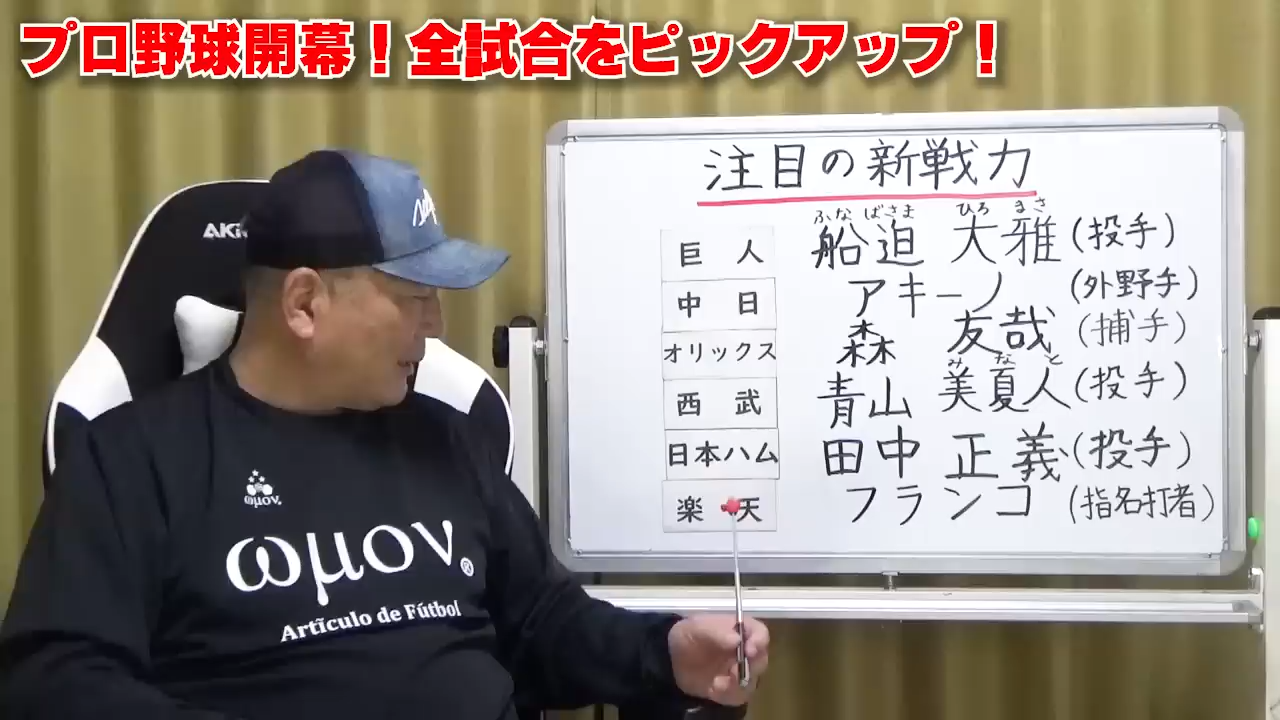 プロ野球開幕！全試合をピックアップ！
注目の新戦力
ふな ばさま ひろ まさ
巨人 船迫 大雅 (投手)
中日 アキーノ (外野手)
オリックス 森 友哉 (捕手)
みなと
西武 青山 美夏人 (投手)
日本ハム 田中 正義 (投手)
楽天 フランコ (指名打者)
ωμον
ωμον®
Artículo de Fútbol